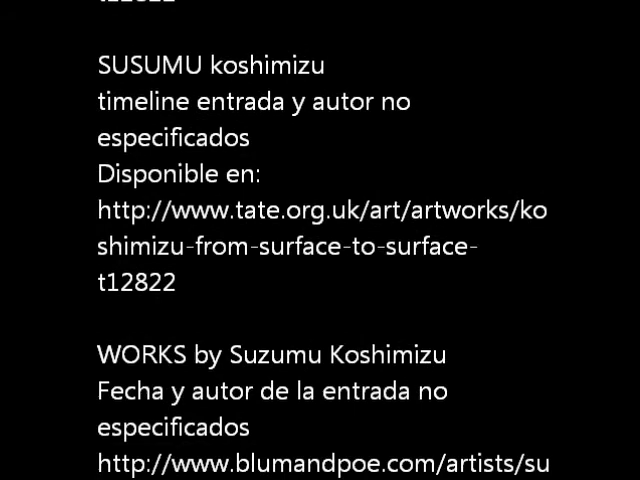 SUSUMU koshimizu
timeline entrada y autor no
especificados
Disponible en:
http://www.tate.org.uk/art/artworks/ko
shimizu-from-surface-to-surface-
t12822
WORKS by Suzumu Koshimizu
Fecha y autor de la entrada no
especificados
http://www.blumandpoe.com/artists/su